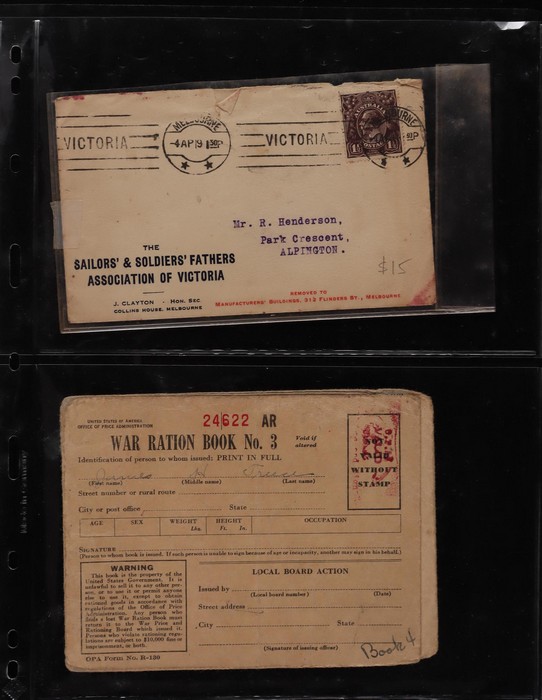 MELBOURNE
VICTORIA
4 AP 19
VICTORIA
AUSTRALIA
Mr. R. Henderson,
Park Crescent,
ALPINGTON.
$15
THE
SAILORS' & SOLDIERS' FATHERS
ASSOCIATION OF VICTORIA
J. CLAYTON - HON. SEC.
COLLINS HOUSE, MELBOURNE
REMOVED TO
MANUFACTURERS' BUILDINGS, 312 FLINDERS ST., MELBOURNE
UNITED STATES OF AMERICA
OFFICE OF PRICE ADMINISTRATION
24622 AR
WAR RATION BOOK No. 3
Void if
altered
Identification of person to whom issued: PRINT IN FULL
(First name) (Middle name) (Last name)
Street number or rural route
City or post office State
AGE SEX WEIGHT Lbs. HEIGHT Ft. In. OCCUPATION
SIGNATURE
(Person to whom book is issued. If such person is unable to sign because of age or incapacity, another may sign in his behalf.)
WITHOUT
STAMP
WARNING
This book is the property of the
United States Government. It is
unlawful to sell it to any other per-
son, or to use it or permit anyone
else to use it, except to obtain
rationed goods in accordance with
regulations of the Office of Price
Administration. Any person who
finds a lost War Ration Book must
return it to the War Price and
Rationing Board which issued it.
Persons who violate rationing regu-
lations are subject to $10,000 fine or
imprisonment, or both.
OPA Form No. R-130
LOCAL BOARD ACTION
Issued by
(Local board number) (Date)
Street address
City State
(Signature of issuing officer)
Book 4